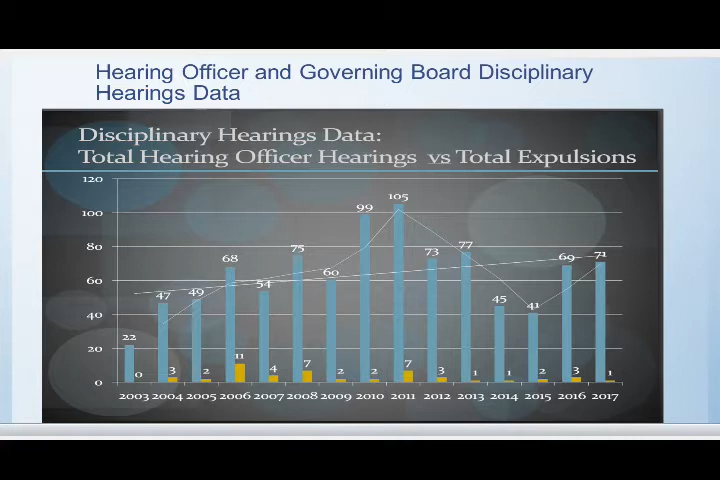 Hearing Officer and Governing Board Disciplinary
Hearings Data
Disciplinary Hearings Data:
Total Hearing Officer Hearings vs Total Expulsions
120
100
80
60
40
20
0
22 47 49 68 54 75 60 99 105 73 77 45 41 69 71
0 3 2 11 4 7 2 2 7 3 1 1 2 3 1
2003 2004 2005 2006 2007 2008 2009 2010 2011 2012 2013 2014 2015 2016 2017